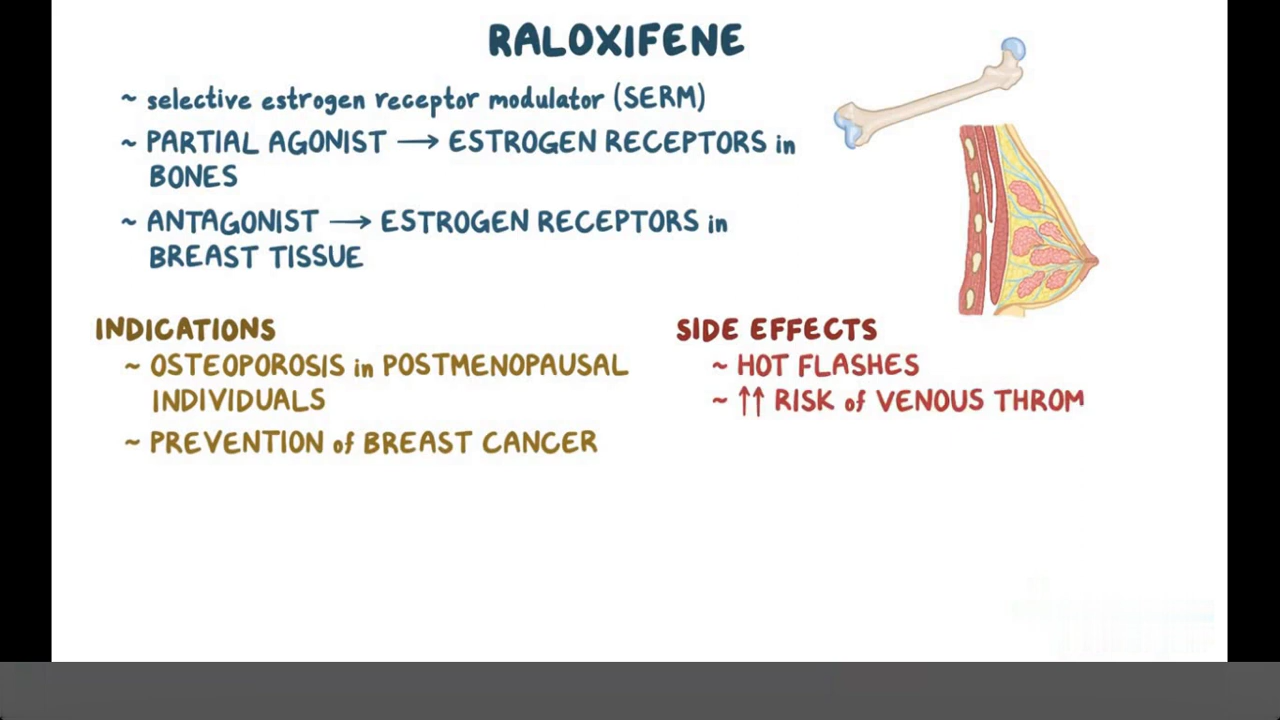 RALOXIFENE
~ selective estrogen receptor modulator (SERM)
~ PARTIAL AGONIST → ESTROGEN RECEPTORS in
BONES
~ ANTAGONIST → ESTROGEN RECEPTORS in
BREAST TISSUE
INDICATIONS
~ OSTEOPOROSIS in POSTMENOPAUSAL
INDIVIDUALS
~ PREVENTION of BREAST CANCER
SIDE EFFECTS
~ HOT FLASHES
~ ↑↑ RISK of VENOUS THROM